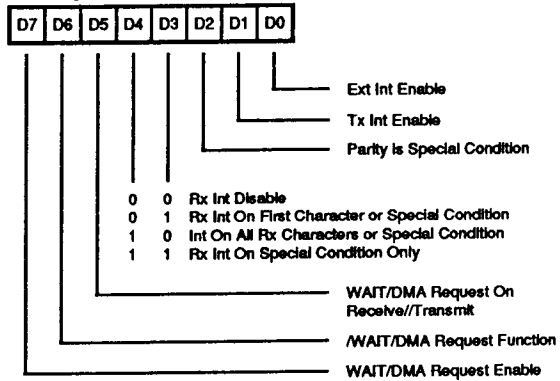 D7 D6 D5 D4 D3 D2 D1 D0
Ext Int Enable
Tx Int Enable
Parity Is Special Condition
0 0 Rx Int Disable
0 1 Rx Int On First Character or Special Condition
1 0 Int On All Rx Characters or Special Condition
1 1 Rx Int On Special Condition Only
WAIT/DMA Request On
Receive//Transmit
/WAIT/DMA Request Function
WAIT/DMA Request Enable